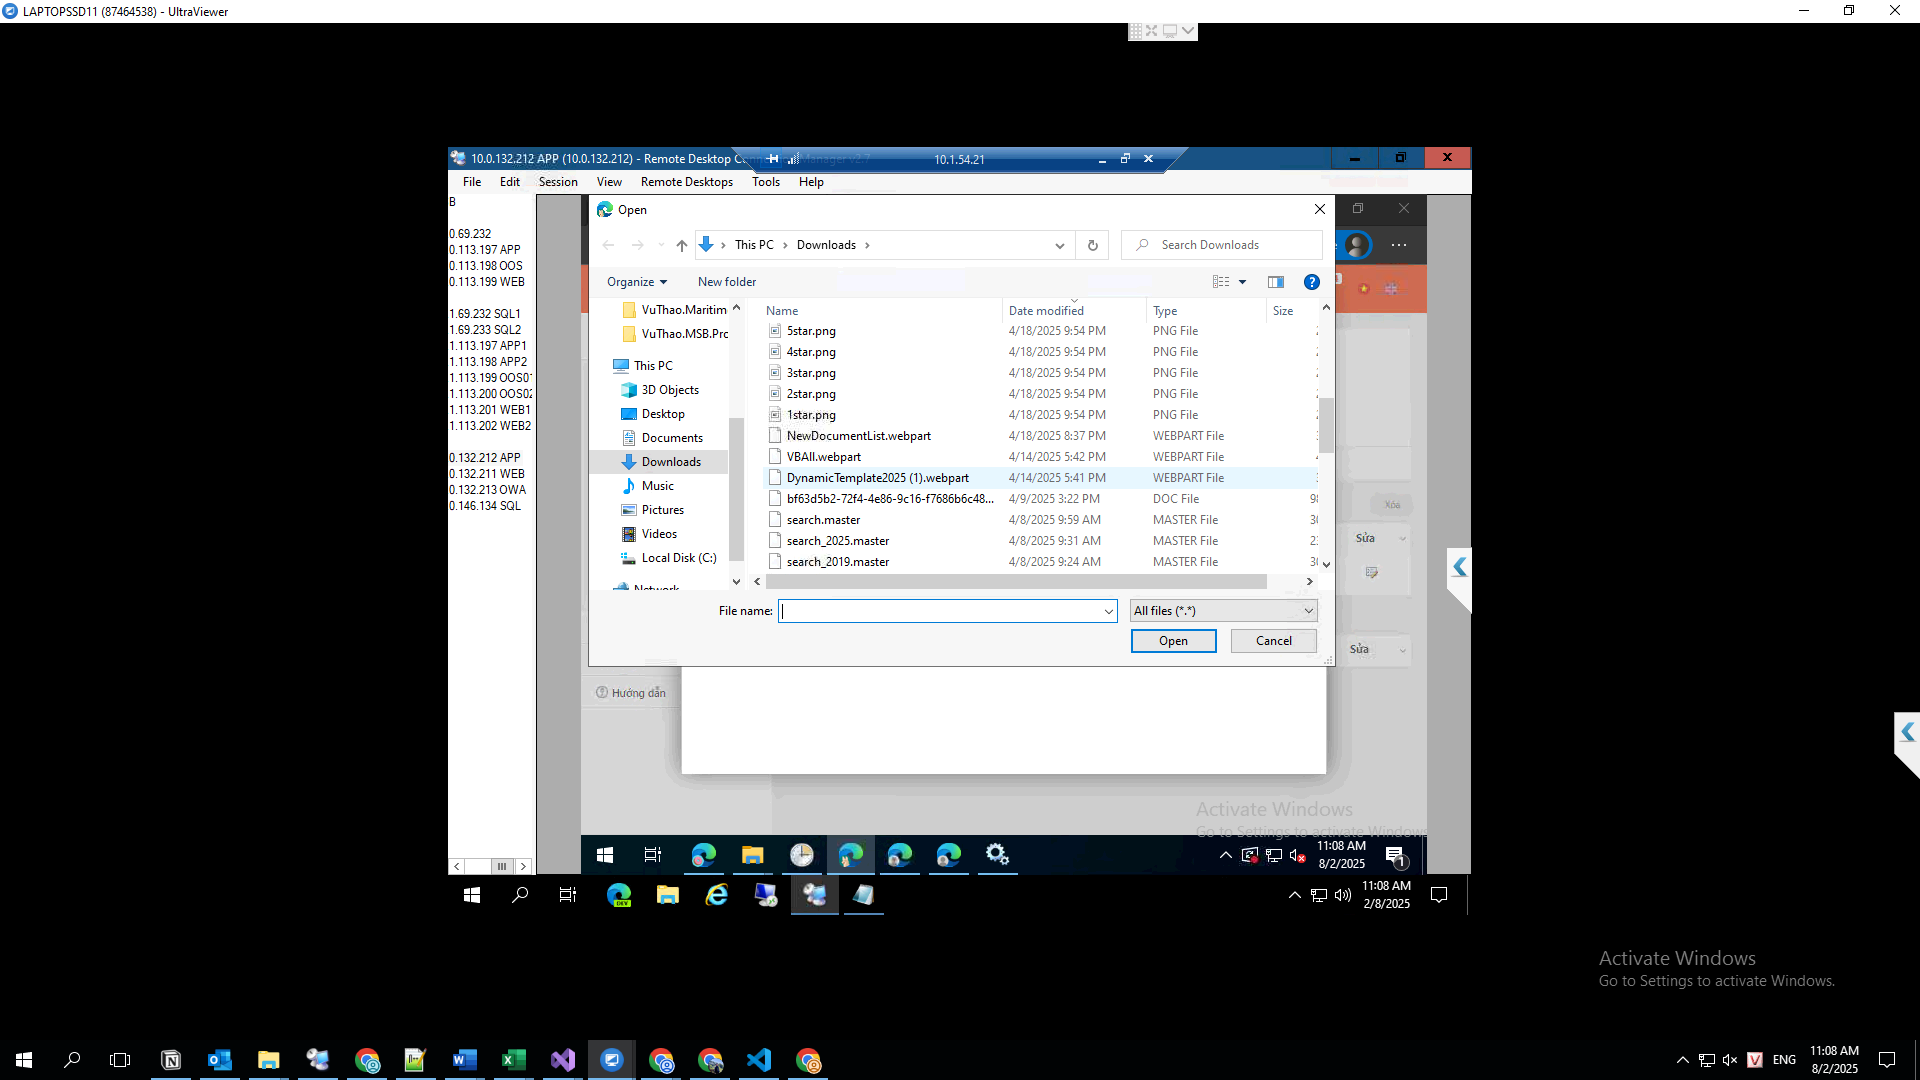 LAPTOPSSD11 (87464538) - UltraViewer
10.0.132.212 APP (10.0.132.212) - Remote Desktop Connection Manager v2.7
10.1.54.21
File Edit Session View Remote Desktops Tools Help
B
0.69.232
0.113.197 APP
0.113.198 OOS
0.113.199 WEB
1.69.232 SQL1
1.69.233 SQL2
1.113.197 APP1
1.113.198 APP2
1.113.199 OOS01
1.113.200 OOS02
1.113.201 WEB1
1.113.202 WEB2
0.132.212 APP
0.132.211 WEB
0.132.213 OWA
0.146.134 SQL
Open
This PC > Downloads >
Search Downloads
Organize
New folder
VuThao.Maritim
VuThao.MSB.Prc
This PC
3D Objects
Desktop
Documents
Downloads
Music
Pictures
Videos
Local Disk (C:)
Network
Name Date modified Type Size
5star.png 4/18/2025 9:54 PM PNG File
4star.png 4/18/2025 9:54 PM PNG File
3star.png 4/18/2025 9:54 PM PNG File
2star.png 4/18/2025 9:54 PM PNG File
1star.png 4/18/2025 9:54 PM PNG File
NewDocumentList.webpart 4/18/2025 8:37 PM WEBPART File
VBAll.webpart 4/14/2025 5:42 PM WEBPART File
DynamicTemplate2025 (1).webpart 4/14/2025 5:41 PM WEBPART File
bf63d5b2-72f4-4e86-9c16-f7686b6c48... 4/9/2025 3:22 PM DOC File 98
search.master 4/8/2025 9:59 AM MASTER File 30
search_2025.master 4/8/2025 9:31 AM MASTER File 23
search_2019.master 4/8/2025 9:24 AM MASTER File 30
File name:
All files (*.*)
Open
Cancel
Xóa
Sửa
Sửa
Hướng dẫn
Activate Windows
Go to Settings to activate Windows
11:08 AM
8/2/2025
1
DEV
11:08 AM
2/8/2025
Activate Windows
Go to Settings to activate Windows.
ENG
11:08 AM
8/2/2025